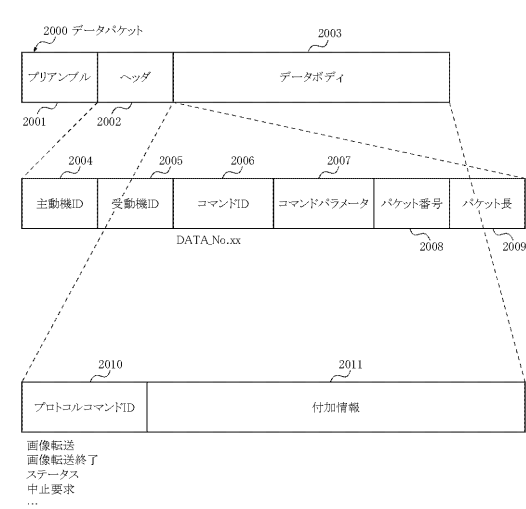 2000 データパケット
2003
プリアンブル
ヘッダ
データボディ
2001
2002
2004
2005
2006
2007
主動機ID
受動機ID
コマンドID
コマンドパラメータ
パケット番号
パケット長
DATA_No.xx
2008
2009
2010
2011
プロトコルコマンドID
付加情報
画像転送
画像転送終了
ステータス
中止要求
…